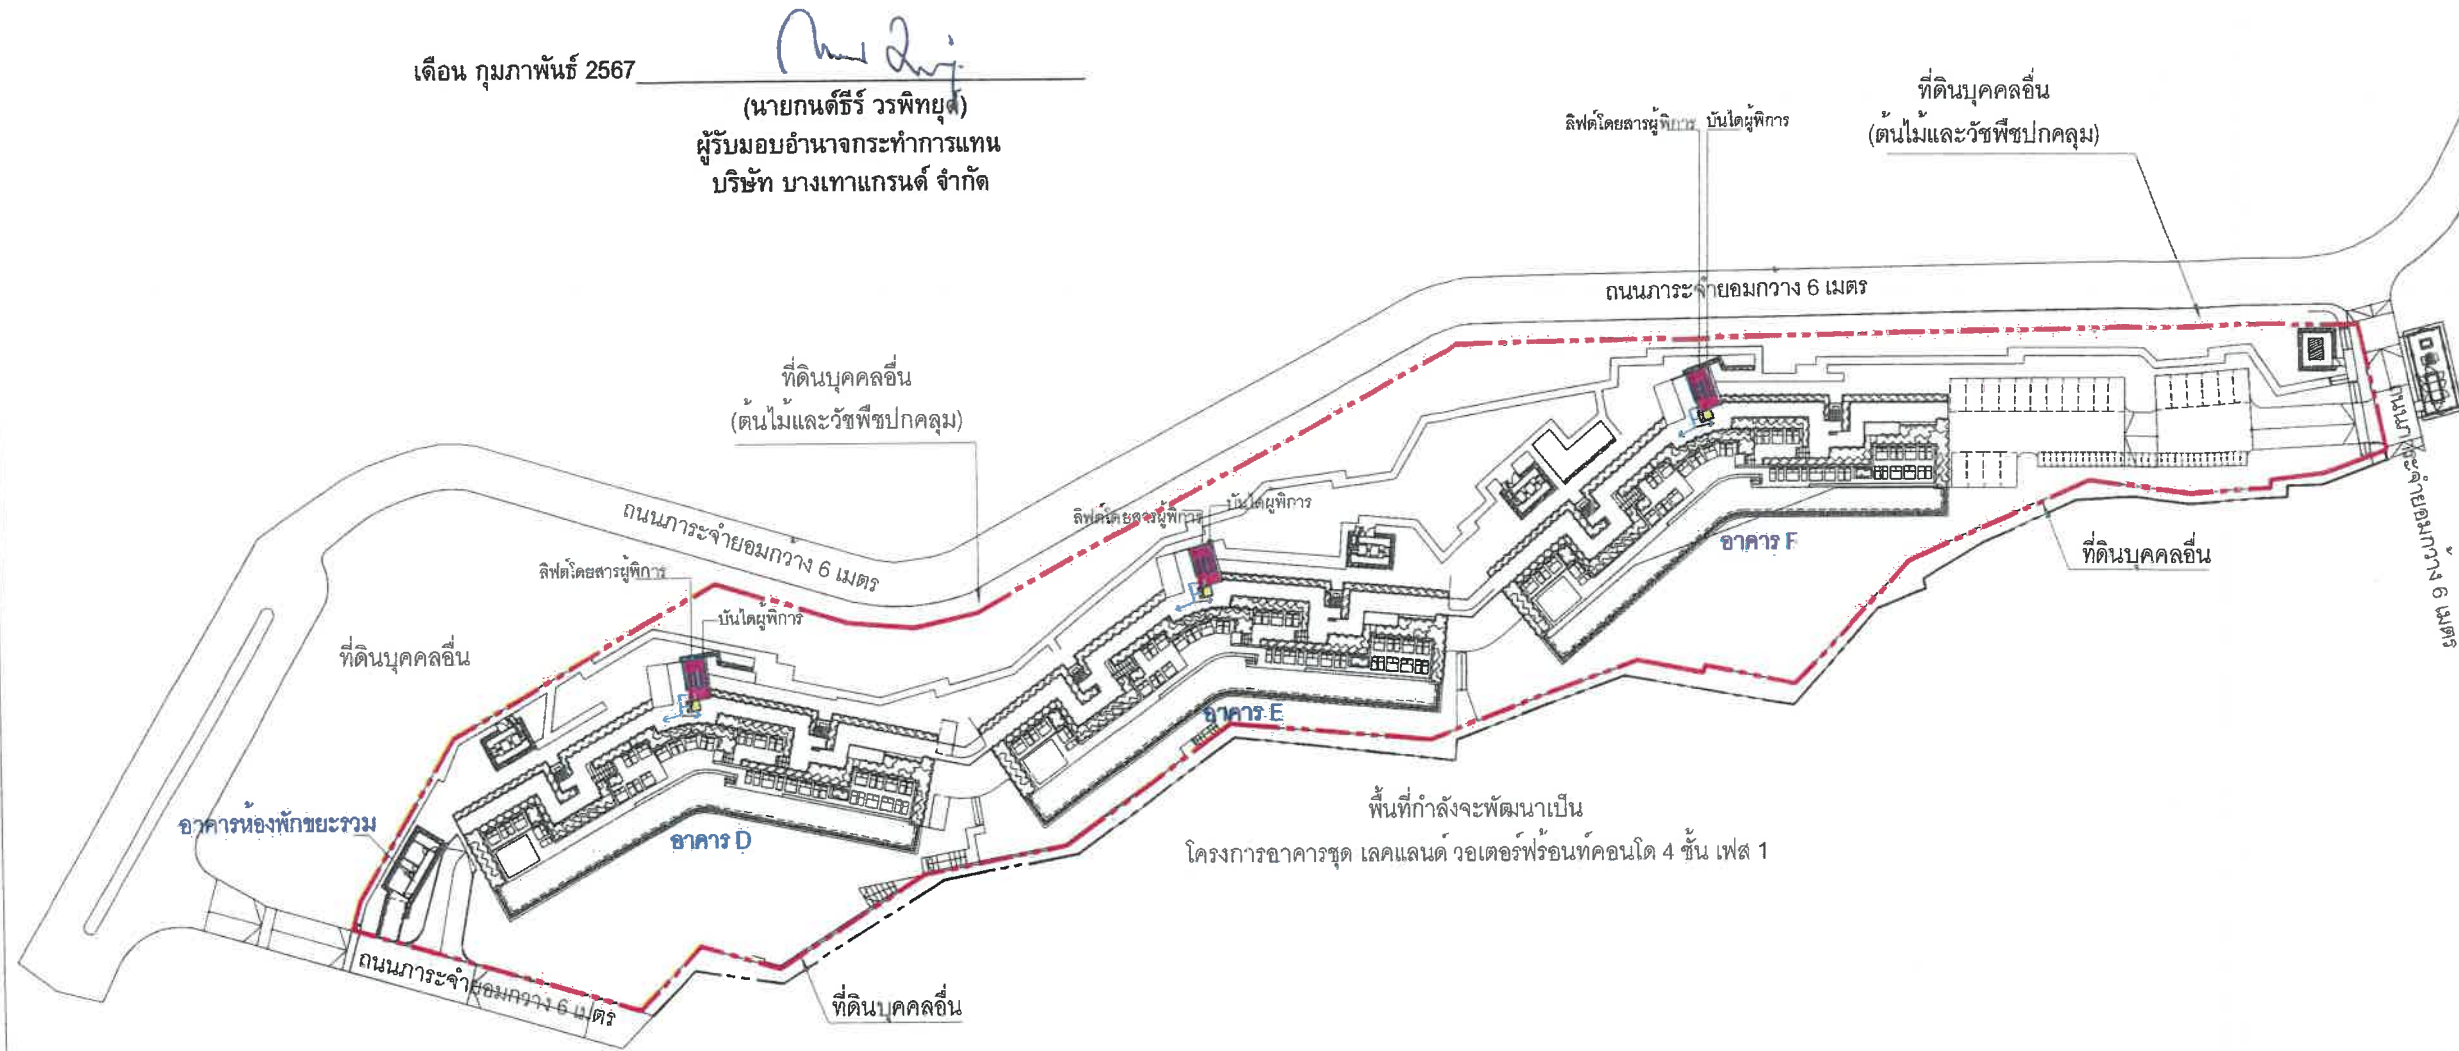 เดือน กุมภาพันธ์ 2567
(นายกนต์ธีร์ วรพิทยุต)
ผู้รับมอบอำนาจกระทำการแทน
บริษัท บางเทาแกรนด์ จำกัด
ที่ดินบุคคลอื่น
(ต้นไม้และวัชพืชปกคลุม)
ลิฟต์โดยสารผู้พิการ
บันไดผู้พิการ
ถนนภาระจำยอมกว้าง 6 เมตร
ที่ดินบุคคลอื่น
(ต้นไม้และวัชพืชปกคลุม)
ถนนภาระจำยอมกว้าง 6 เมตร
ลิฟต์โดยสารผู้พิการ
บันไดผู้พิการ
ถนนภาระจำยอมกว้าง 6 เมตร
อาคาร F
ที่ดินบุคคลอื่น
ลิฟต์โดยสารผู้พิการ
บันไดผู้พิการ
ที่ดินบุคคลอื่น
อาคาร E
อาคารห้องพักขยะรวม
อาคาร D
พื้นที่กำลังจะพัฒนาเป็น
โครงการอาคารชุด เลคแลนด์ วอเตอร์ฟร้อนท์คอนโด 4 ชั้น เฟส 1
ถนนภาระจำยอมกว้าง 6 เมตร
ที่ดินบุคคลอื่น